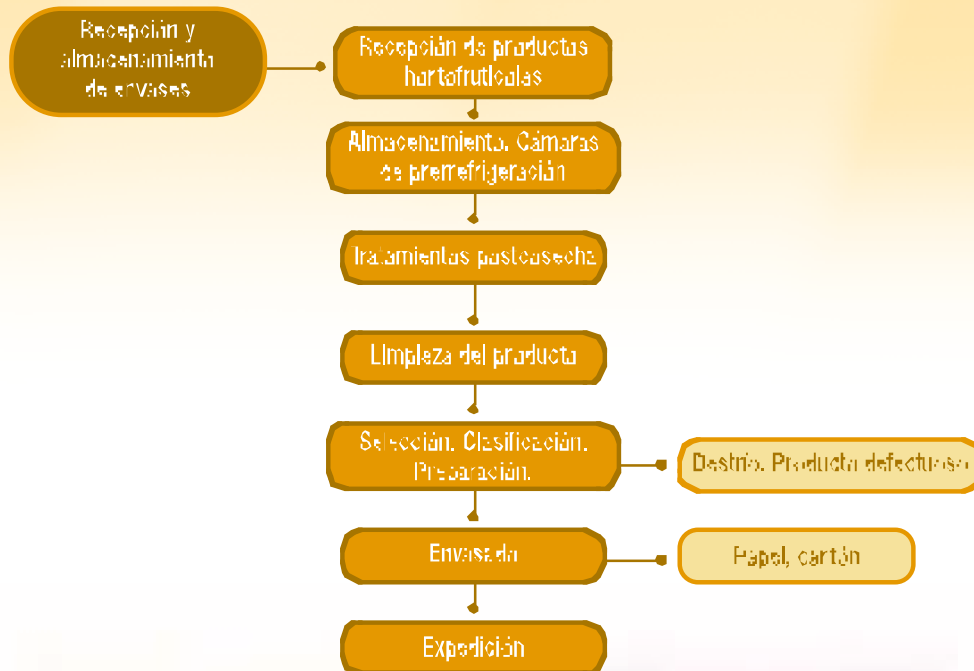 Recepción y
almacenamiento
de envases
Recepción de productos
hortofrutícolas
Almacenamiento. Cámaras
de prerrefrigeración
Tratamientos postcosecha
Limpieza del producto
Selección. Clasificación.
Preparación.
Destrío. Producto defectuoso
Envasado
Papel, cartón
Expedición